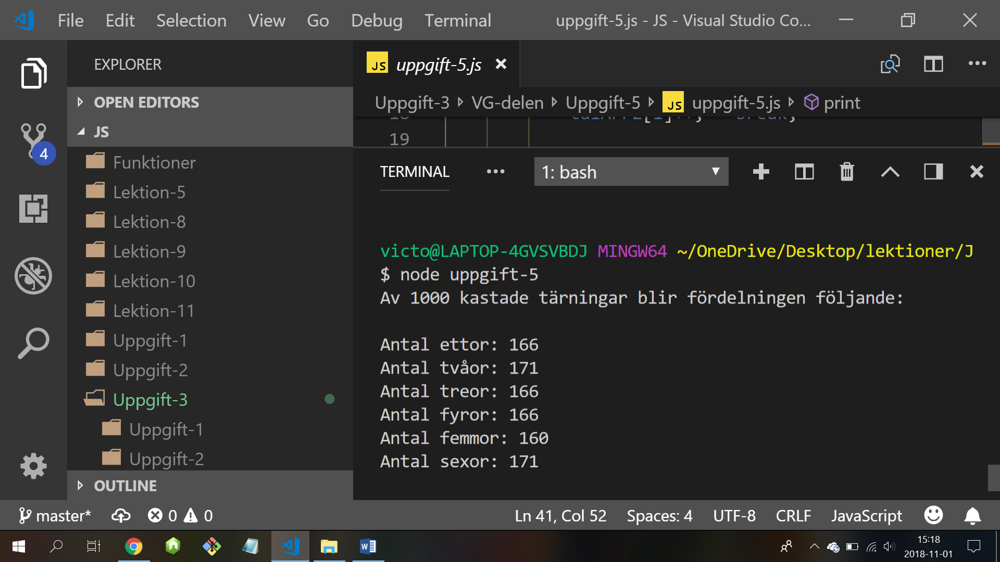 File Edit Selection View Go Debug Terminal uppgift-5.js - JS - Visual Studio Co...
EXPLORER
OPEN EDITORS
JS
Funktioner
Lektion-5
Lektion-8
Lektion-9
Lektion-10
Lektion-11
Uppgift-1
Uppgift-2
Uppgift-3
Uppgift-1
Uppgift-2
OUTLINE
4
JS uppgift-5.js
Uppgift-3 VG-delen Uppgift-5 JS uppgift-5.js print
19
TERMINAL ... 1: bash
victo@LAPTOP-4GVSVBDJ MINGW64 ~/OneDrive/Desktop/lektioner/J
$ node uppgift-5
Av 1000 kastade tärningar blir fördelningen följande:
Antal ettor: 166
Antal tvåor: 171
Antal treor: 166
Antal fyror: 166
Antal femmor: 160
Antal sexor: 171
master* 0 0 Ln 41, Col 52 Spaces: 4 UTF-8 CRLF JavaScript
15:18
2018-11-01